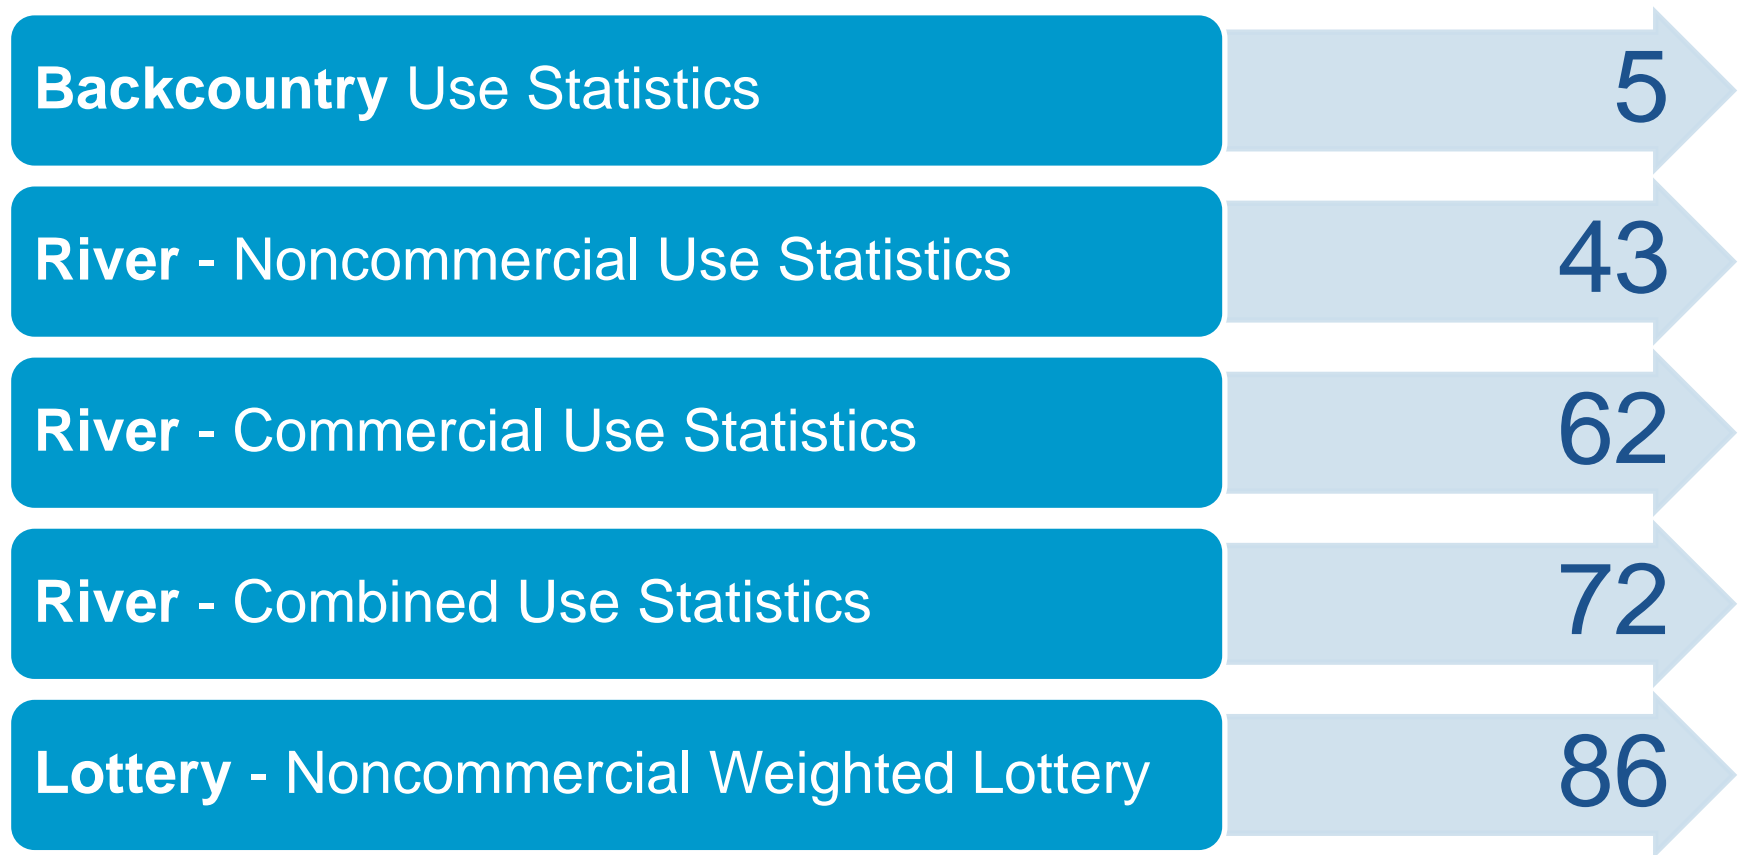 Backcountry Use Statistics 5
River - Noncommercial Use Statistics 43
River - Commercial Use Statistics 62
River - Combined Use Statistics 72
Lottery - Noncommercial Weighted Lottery 86